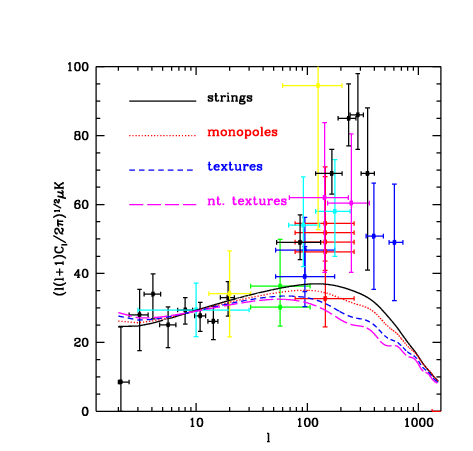 100
80
60
40
20
0
(l(l+1)C_l/2π)^1/2 μK
strings
monopoles
textures
nt. textures
10
100
1000
l